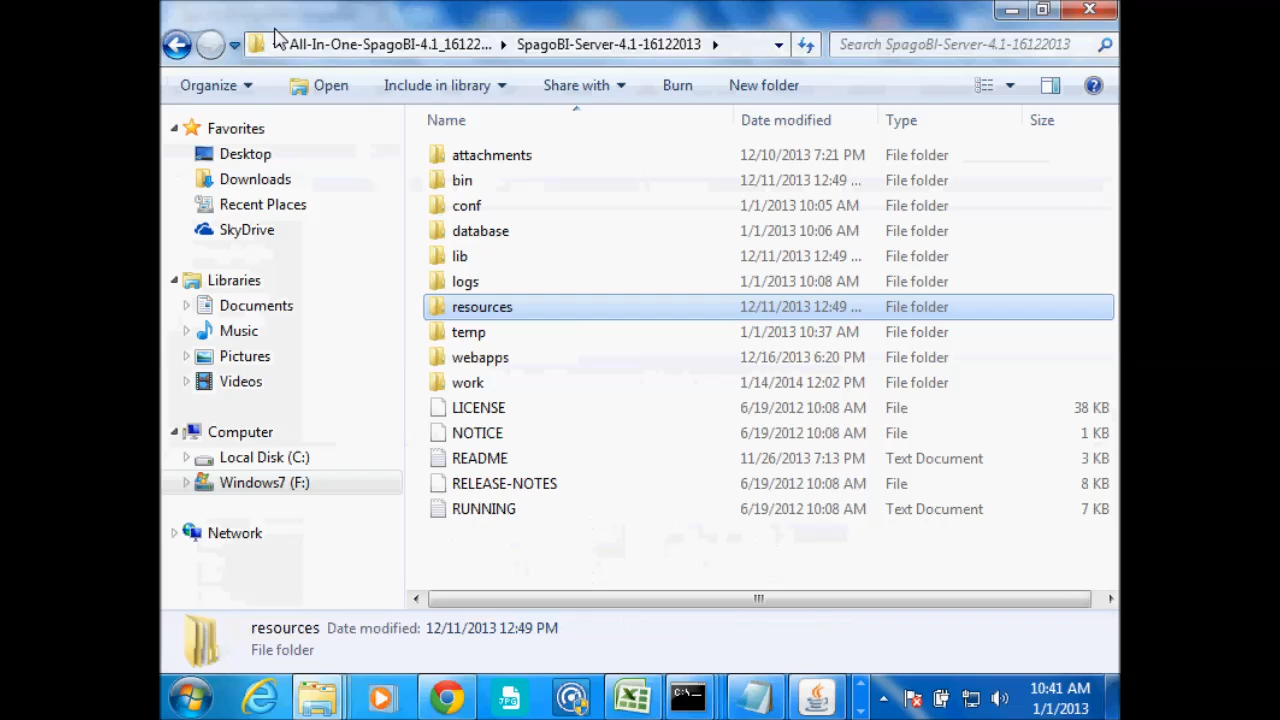 All-In-One-SpagoBI-4.1_16122... SpagoBI-Server-4.1-16122013 Search SpagoBI-Server-4.1-16122013
Organize Open Include in library Share with Burn New folder
Name Date modified Type Size
Favorites
Desktop
Downloads
Recent Places
SkyDrive
Libraries
Documents
Music
Pictures
Videos
Computer
Local Disk (C:)
Windows7 (F:)
Network
attachments 12/10/2013 7:21 PM File folder
bin 12/11/2013 12:49 ... File folder
conf 1/1/2013 10:05 AM File folder
database 1/1/2013 10:06 AM File folder
lib 12/11/2013 12:49 ... File folder
logs 1/1/2013 10:08 AM File folder
resources 12/11/2013 12:49 ... File folder
temp 1/1/2013 10:37 AM File folder
webapps 12/16/2013 6:20 PM File folder
work 1/14/2014 12:02 PM File folder
LICENSE 6/19/2012 10:08 AM File 38 KB
NOTICE 6/19/2012 10:08 AM File 1 KB
README 11/26/2013 7:13 PM Text Document 3 KB
RELEASE-NOTES 6/19/2012 10:08 AM File 8 KB
RUNNING 6/19/2012 10:08 AM Text Document 7 KB
resources Date modified: 12/11/2013 12:49 PM
File folder
JPG
C:\
10:41 AM
1/1/2013